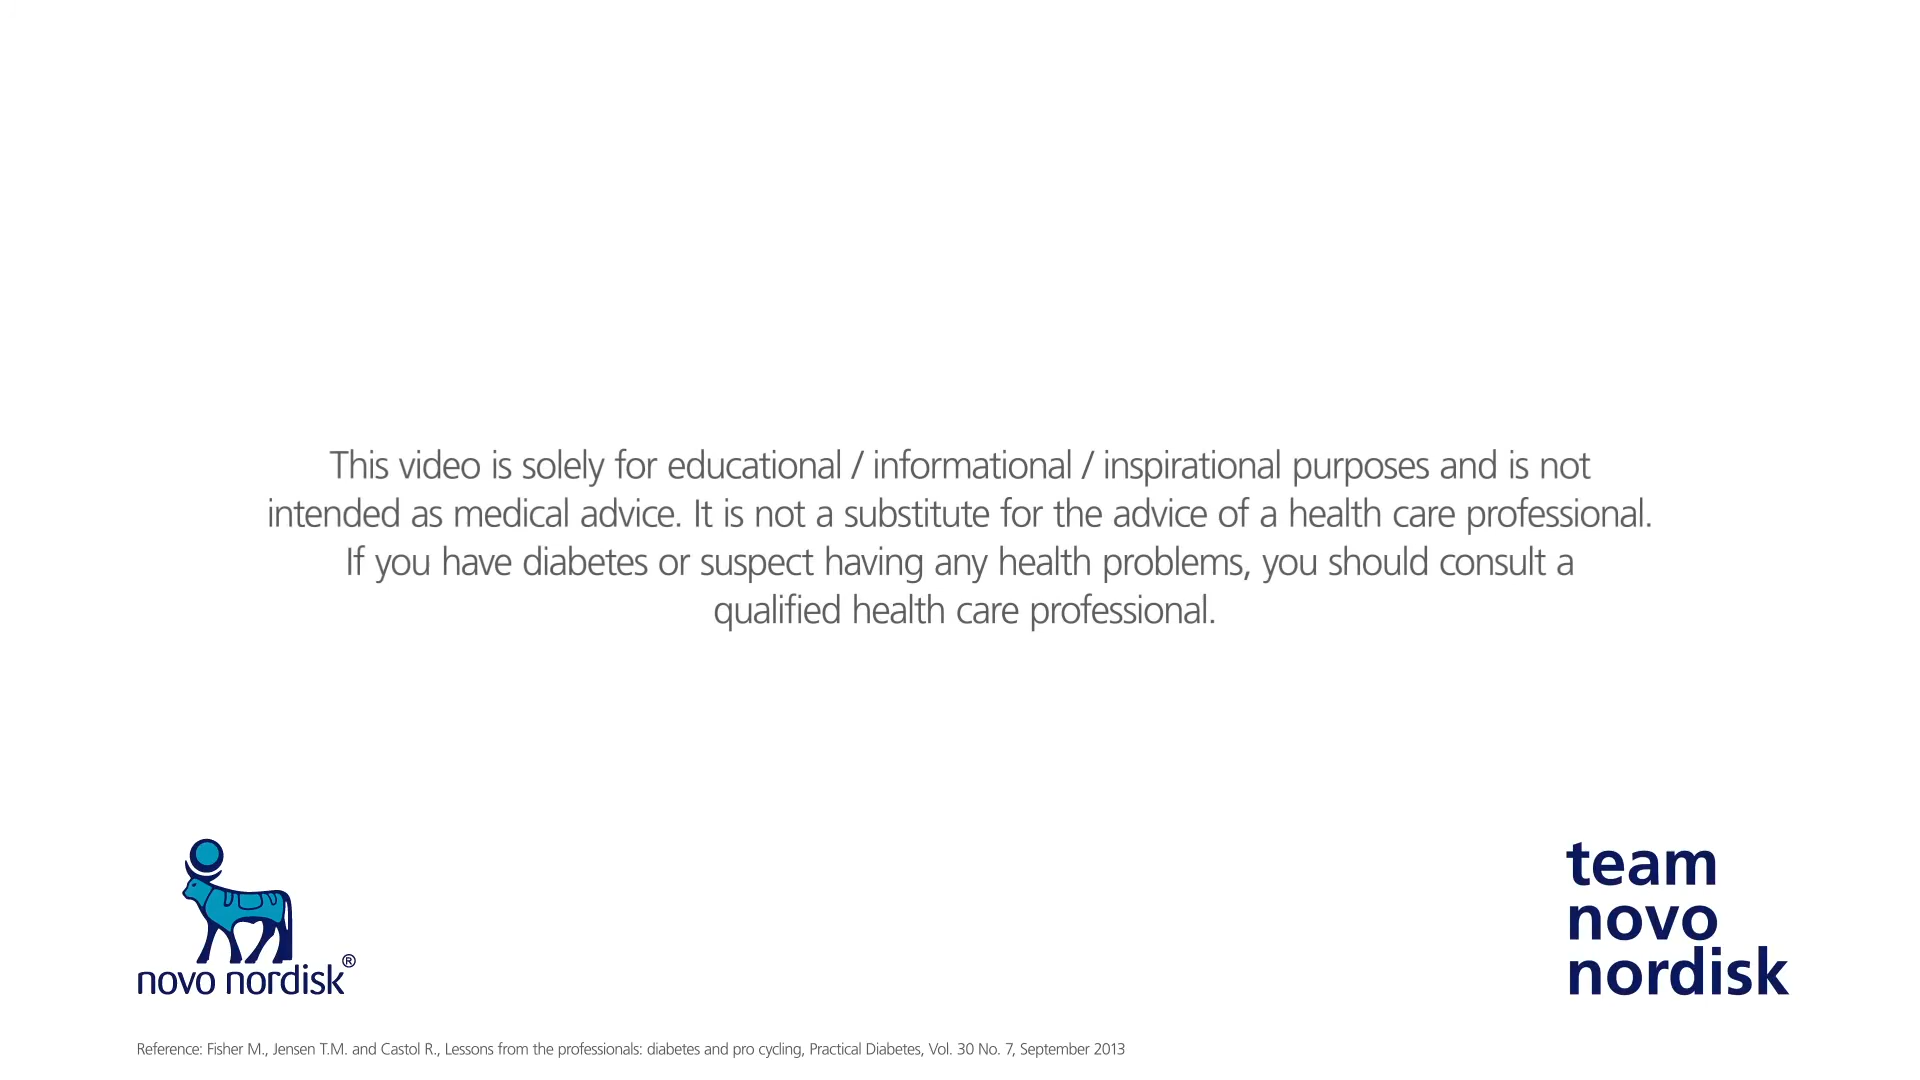 This video is solely for educational / informational / inspirational purposes and is not
intended as medical advice. It is not a substitute for the advice of a health care professional.
If you have diabetes or suspect having any health problems, you should consult a
qualified health care professional.
novo nordisk®
team
novo
nordisk
Reference: Fisher M., Jensen T.M. and Castol R., Lessons from the professionals: diabetes and pro cycling, Practical Diabetes, Vol. 30 No. 7, September 2013